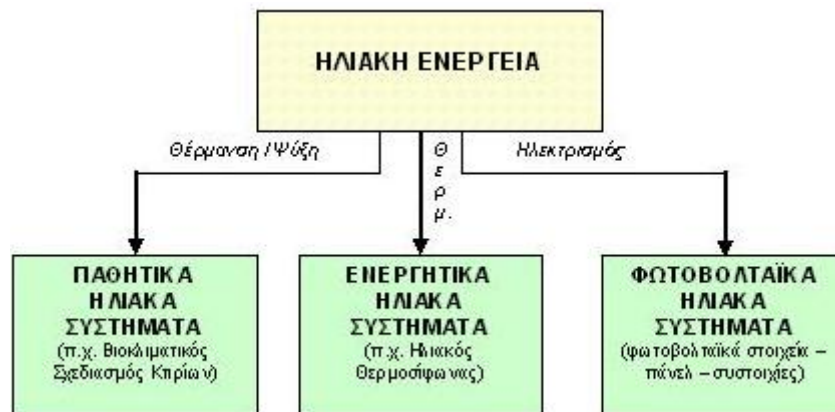 ΗΛΙΑΚΗ ΕΝΕΡΓΕΙΑ
Θέρμανση /Ψύξη
Θερμ.
Ηλεκτρισμός
ΠΑΘΗΤΙΚΑ
ΗΛΙΑΚΑ
ΣΥΣΤΗΜΑΤΑ
(π.χ. Βιοκλιματικός
Σχεδιασμός Κτιρίων)
ΕΝΕΡΓΗΤΙΚΑ
ΗΛΙΑΚΑ
ΣΥΣΤΗΜΑΤΑ
(π.χ. Ηλιακός
Θερμοσίφωνας)
ΦΩΤΟΒΟΛΤΑΪΚΑ
ΗΛΙΑΚΑ
ΣΥΣΤΗΜΑΤΑ
(φωτοβολταϊκά στοιχεία –
πάνελ – συστοιχίες)